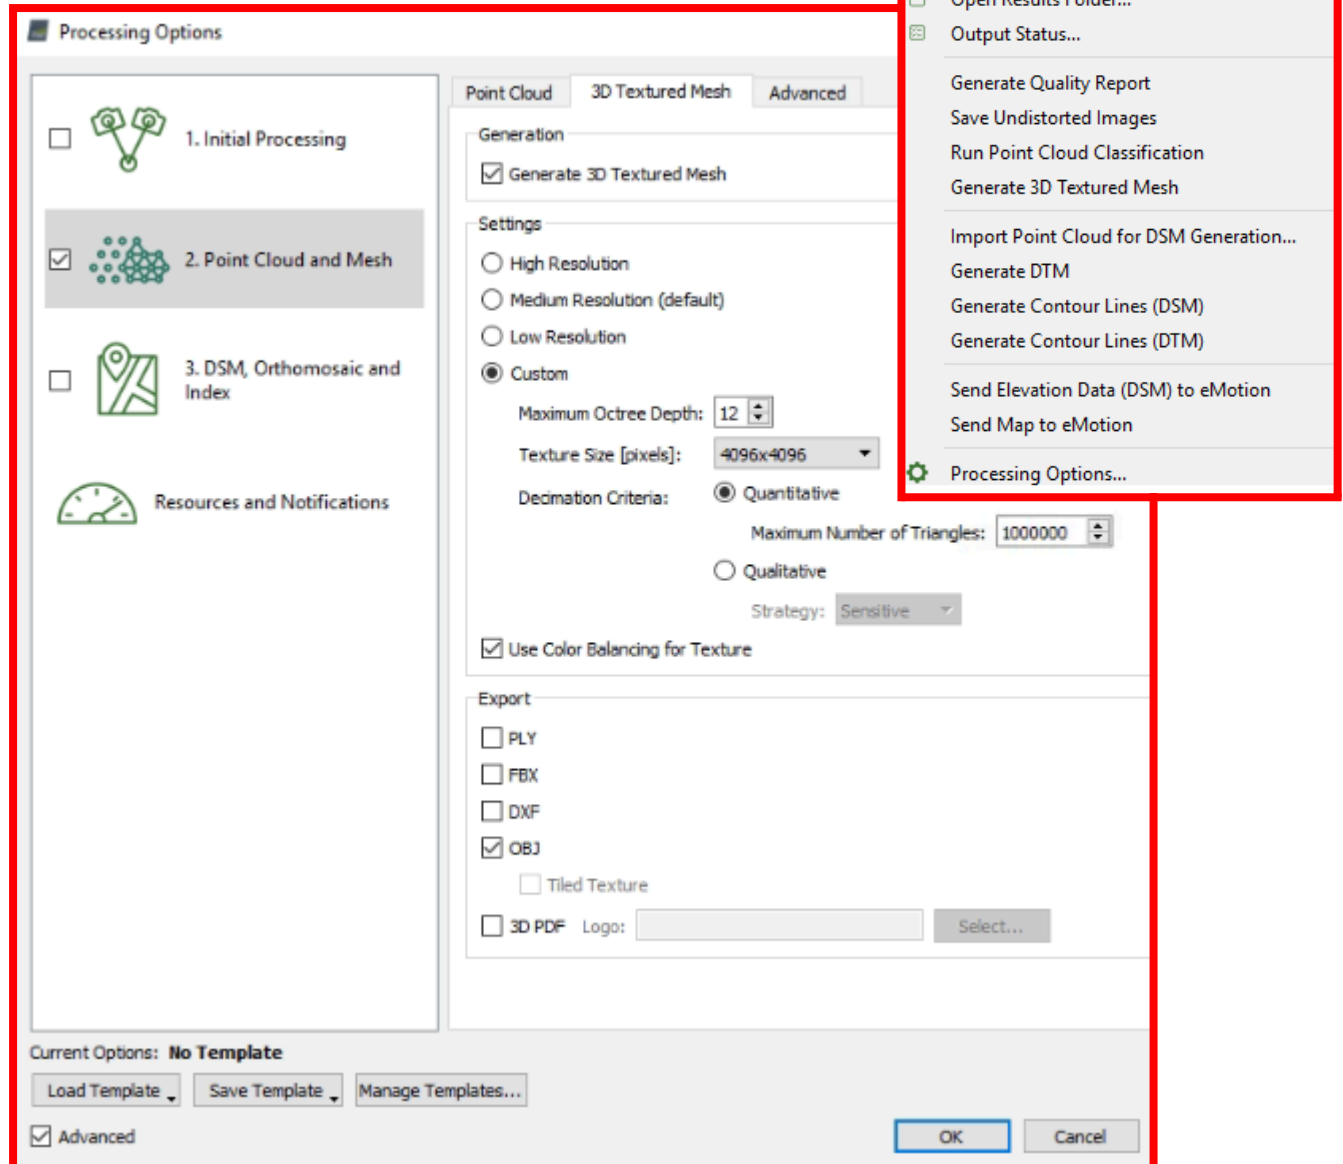 Processing Options
1. Initial Processing
2. Point Cloud and Mesh
3. DSM, Orthomosaic and
Index
Resources and Notifications
Point Cloud
3D Textured Mesh
Advanced
Generation
Generate 3D Textured Mesh
Settings
High Resolution
Medium Resolution (default)
Low Resolution
Custom
Maximum Octree Depth: 12
Texture Size [pixels]: 4096x4096
Decimation Criteria: Quantitative
Maximum Number of Triangles: 1000000
Qualitative
Strategy: Sensitive
Use Color Balancing for Texture
Export
PLY
FBX
DXF
OBJ
Tiled Texture
3D PDF Logo: Select...
Current Options: No Template
Load Template Save Template Manage Templates...
Advanced
OK Cancel
Open Results Folder...
Output Status...
Generate Quality Report
Save Undistorted Images
Run Point Cloud Classification
Generate 3D Textured Mesh
Import Point Cloud for DSM Generation...
Generate DTM
Generate Contour Lines (DSM)
Generate Contour Lines (DTM)
Send Elevation Data (DSM) to eMotion
Send Map to eMotion
Processing Options...